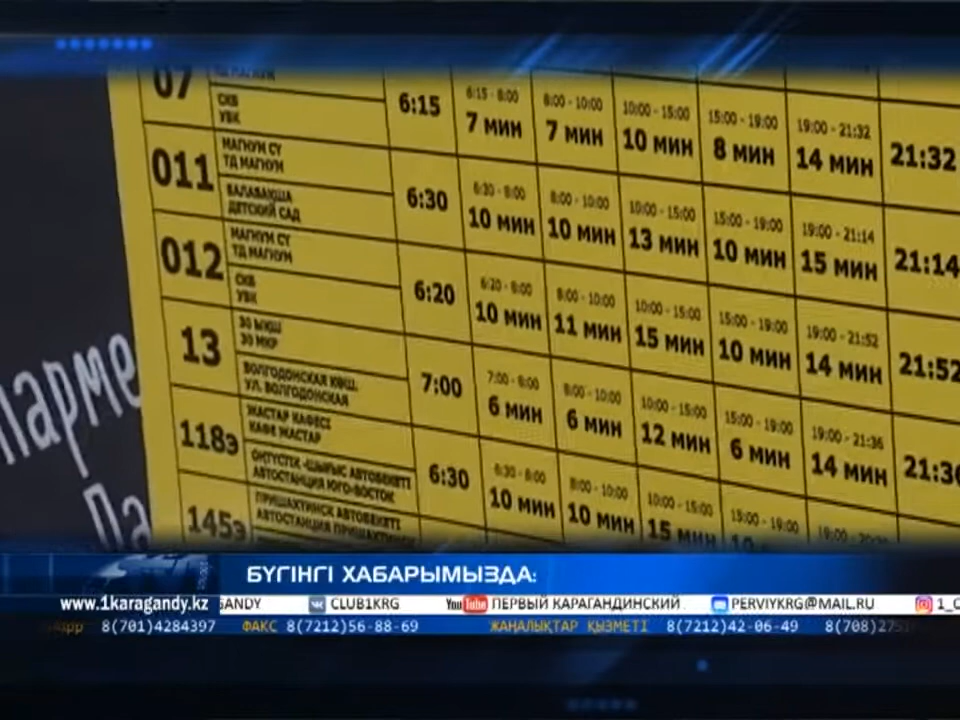 07
СКВ
УВК
6:15
6:15 - 8:00
7 мин
8:00 - 10:00
7 мин
10:00 - 15:00
10 мин
15:00 - 19:00
8 мин
19:00 - 21:32
14 мин
21:32
011
МАГНУМ СҮ
ТД МАГНУМ
БАЛАБАҚША
ДЕТСКИЙ САД
6:30
6:30 - 8:00
10 мин
8:00 - 10:00
10 мин
10:00 - 15:00
13 мин
15:00 - 19:00
10 мин
19:00 - 21:14
15 мин
21:14
012
МАГНУМ СҮ
ТД МАГНУМ
СКВ
УВК
6:20
6:20 - 8:00
10 мин
8:00 - 10:00
11 мин
10:00 - 15:00
15 мин
15:00 - 19:00
10 мин
19:00 - 21:52
14 мин
21:52
13
30 ЫҚШ
30 МКР
ВОЛГОДОНСКАЯ КӨШ.
УЛ. ВОЛГОДОНСКАЯ
7:00
7:00 - 8:00
6 мин
8:00 - 10:00
6 мин
10:00 - 15:00
12 мин
15:00 - 19:00
6 мин
19:00 - 21:36
14 мин
21:36
118э
ЖАСТАР КАФЕСІ
КАФЕ ЖАСТАР
ОҢТҮСТІК -ШЫҒЫС АВТОБЕКЕТІ
АВТОСТАНЦИЯ ЮГО-ВОСТОК
6:30
6:30 - 8:00
10 мин
8:00 - 10:00
10 мин
10:00 - 15:00
15 мин
15:00 - 19:00
145э
ПРИШАХТИНСК АВТОБЕКЕТІ
АВТОСТАНЦИЯ ПРИШАХТИНСК
парме
Па
БҮГІНГІ ХАБАРЫМЫЗДА:
www.1karagandy.kz GANDY CLUB1KRG YouTube ПЕРВЫЙ КАРАГАНДИНСКИЙ PERVIYKRG@MAIL.RU
8(701)4284397 ФАКС 8(7212)56-88-69 ЖАҢАЛЫҚТАР ҚЫЗМЕТІ 8(7212)42-06-49